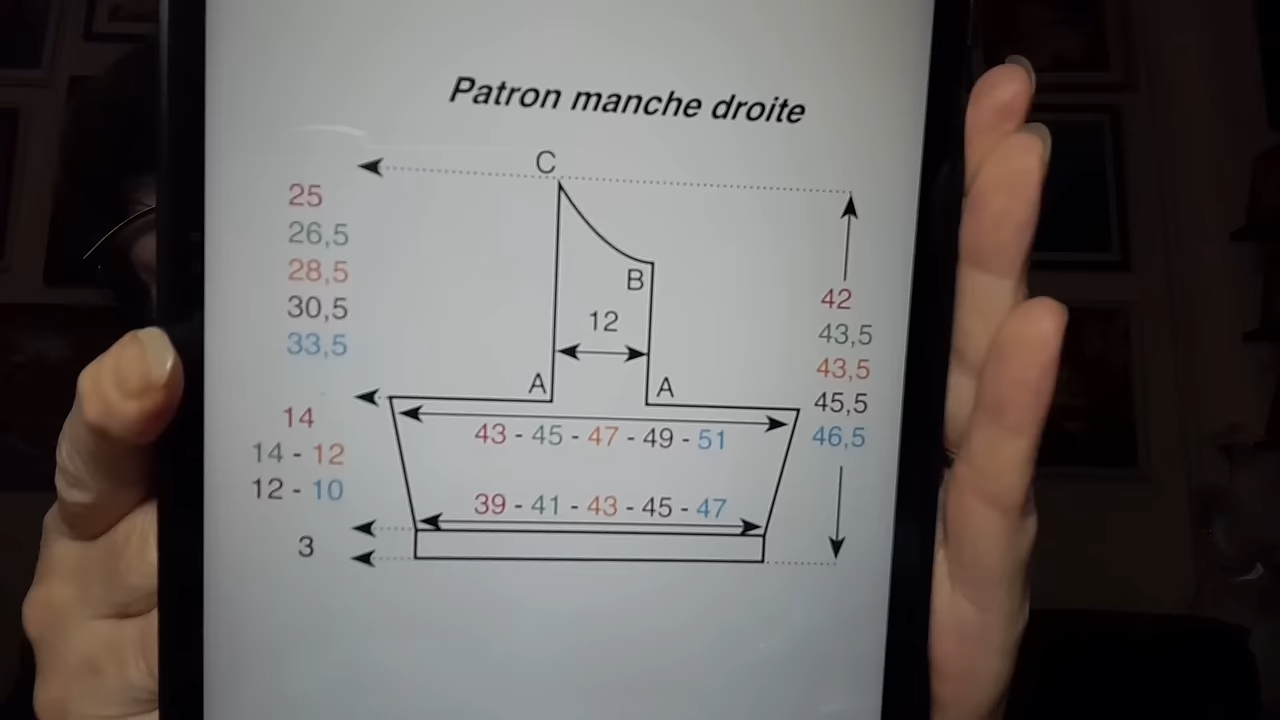 Patron manche droite
C
25
26,5
28,5
30,5
33,5
B
12
42
43,5
43,5
45,5
46,5
A A
14
14 - 12
12 - 10
43 - 45 - 47 - 49 - 51
39 - 41 - 43 - 45 - 47
3